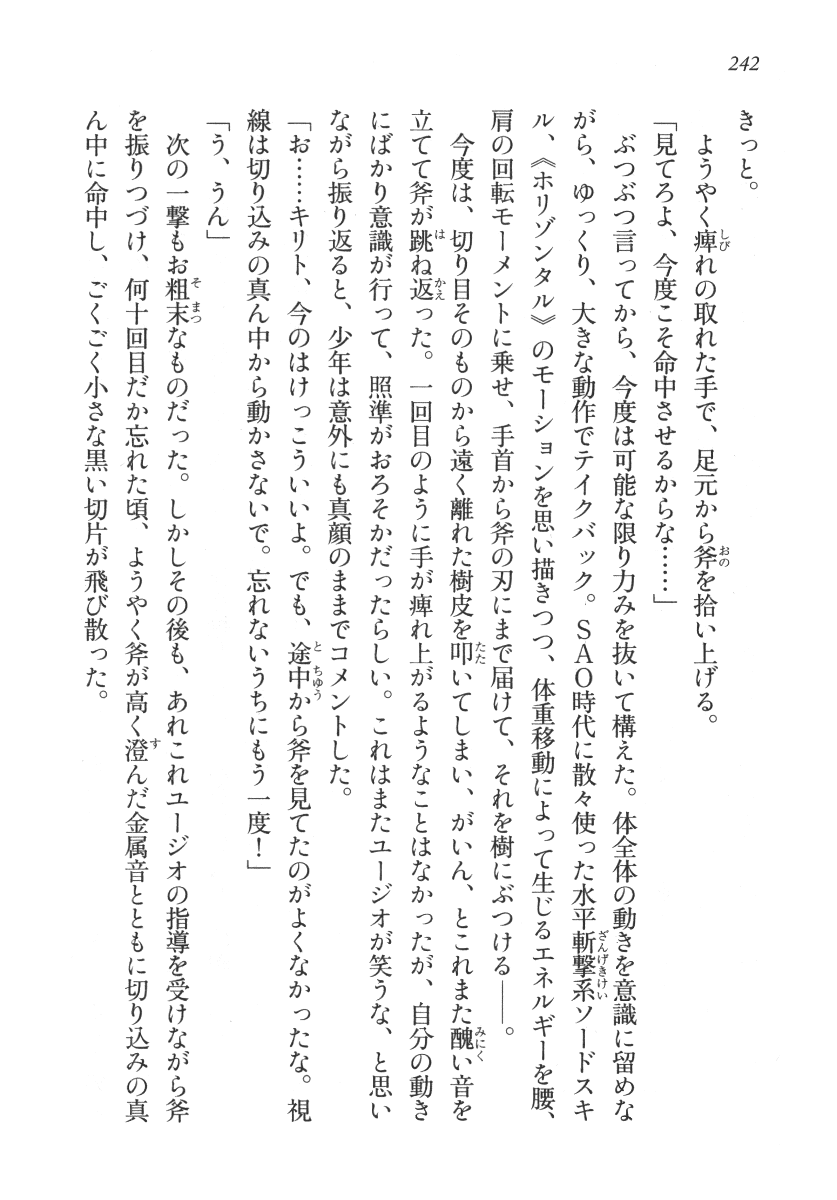 242
きっと。
ようやく痺れの取れた手で、足元から斧を拾い上げる。
「見てろよ、今度こそ命中させるからな……」
ぶつぶつ言ってから、今度は可能な限り力みを抜いて構えた。体全体の動きを意識に留めな
がら、ゆっくり、大きな動作でテイクバック。ＳＡＯ時代に散々使った水平斬撃系ソードスキ
ル、《ホリゾンタル》のモーションを思い描きつつ、体重移動によって生じるエネルギーを腰、
肩の回転モーメントに乗せ、手首から斧の刃にまで届けて、それを樹にぶつける――。
今度は、切り目そのものから遠く離れた樹皮を叩いてしまい、がいん、とこれまた醜い音を
立てて斧が跳ね返った。一回目のように手が痺れ上がるようなことはなかったが、自分の動き
にばかり意識が行って、照準がおろそかだったらしい。これはまたユージオが笑うな、と思い
ながら振り返ると、少年は意外にも真顔のままでコメントした。
「お……キリト、今のはけっこういいよ。でも、途中から斧を見てたのがよくなかったな。視
線は切り込みの真ん中から動かさないで。忘れないうちにもう一度！」
「う、うん」
次の一撃もお粗末なものだった。しかしその後も、あれこれユージオの指導を受けながら斧
を振りつづけ、何十回目だか忘れた頃、ようやく斧が高く澄んだ金属音とともに切り込みの真
ん中に命中し、ごくごく小さな黒い切片が飛び散った。